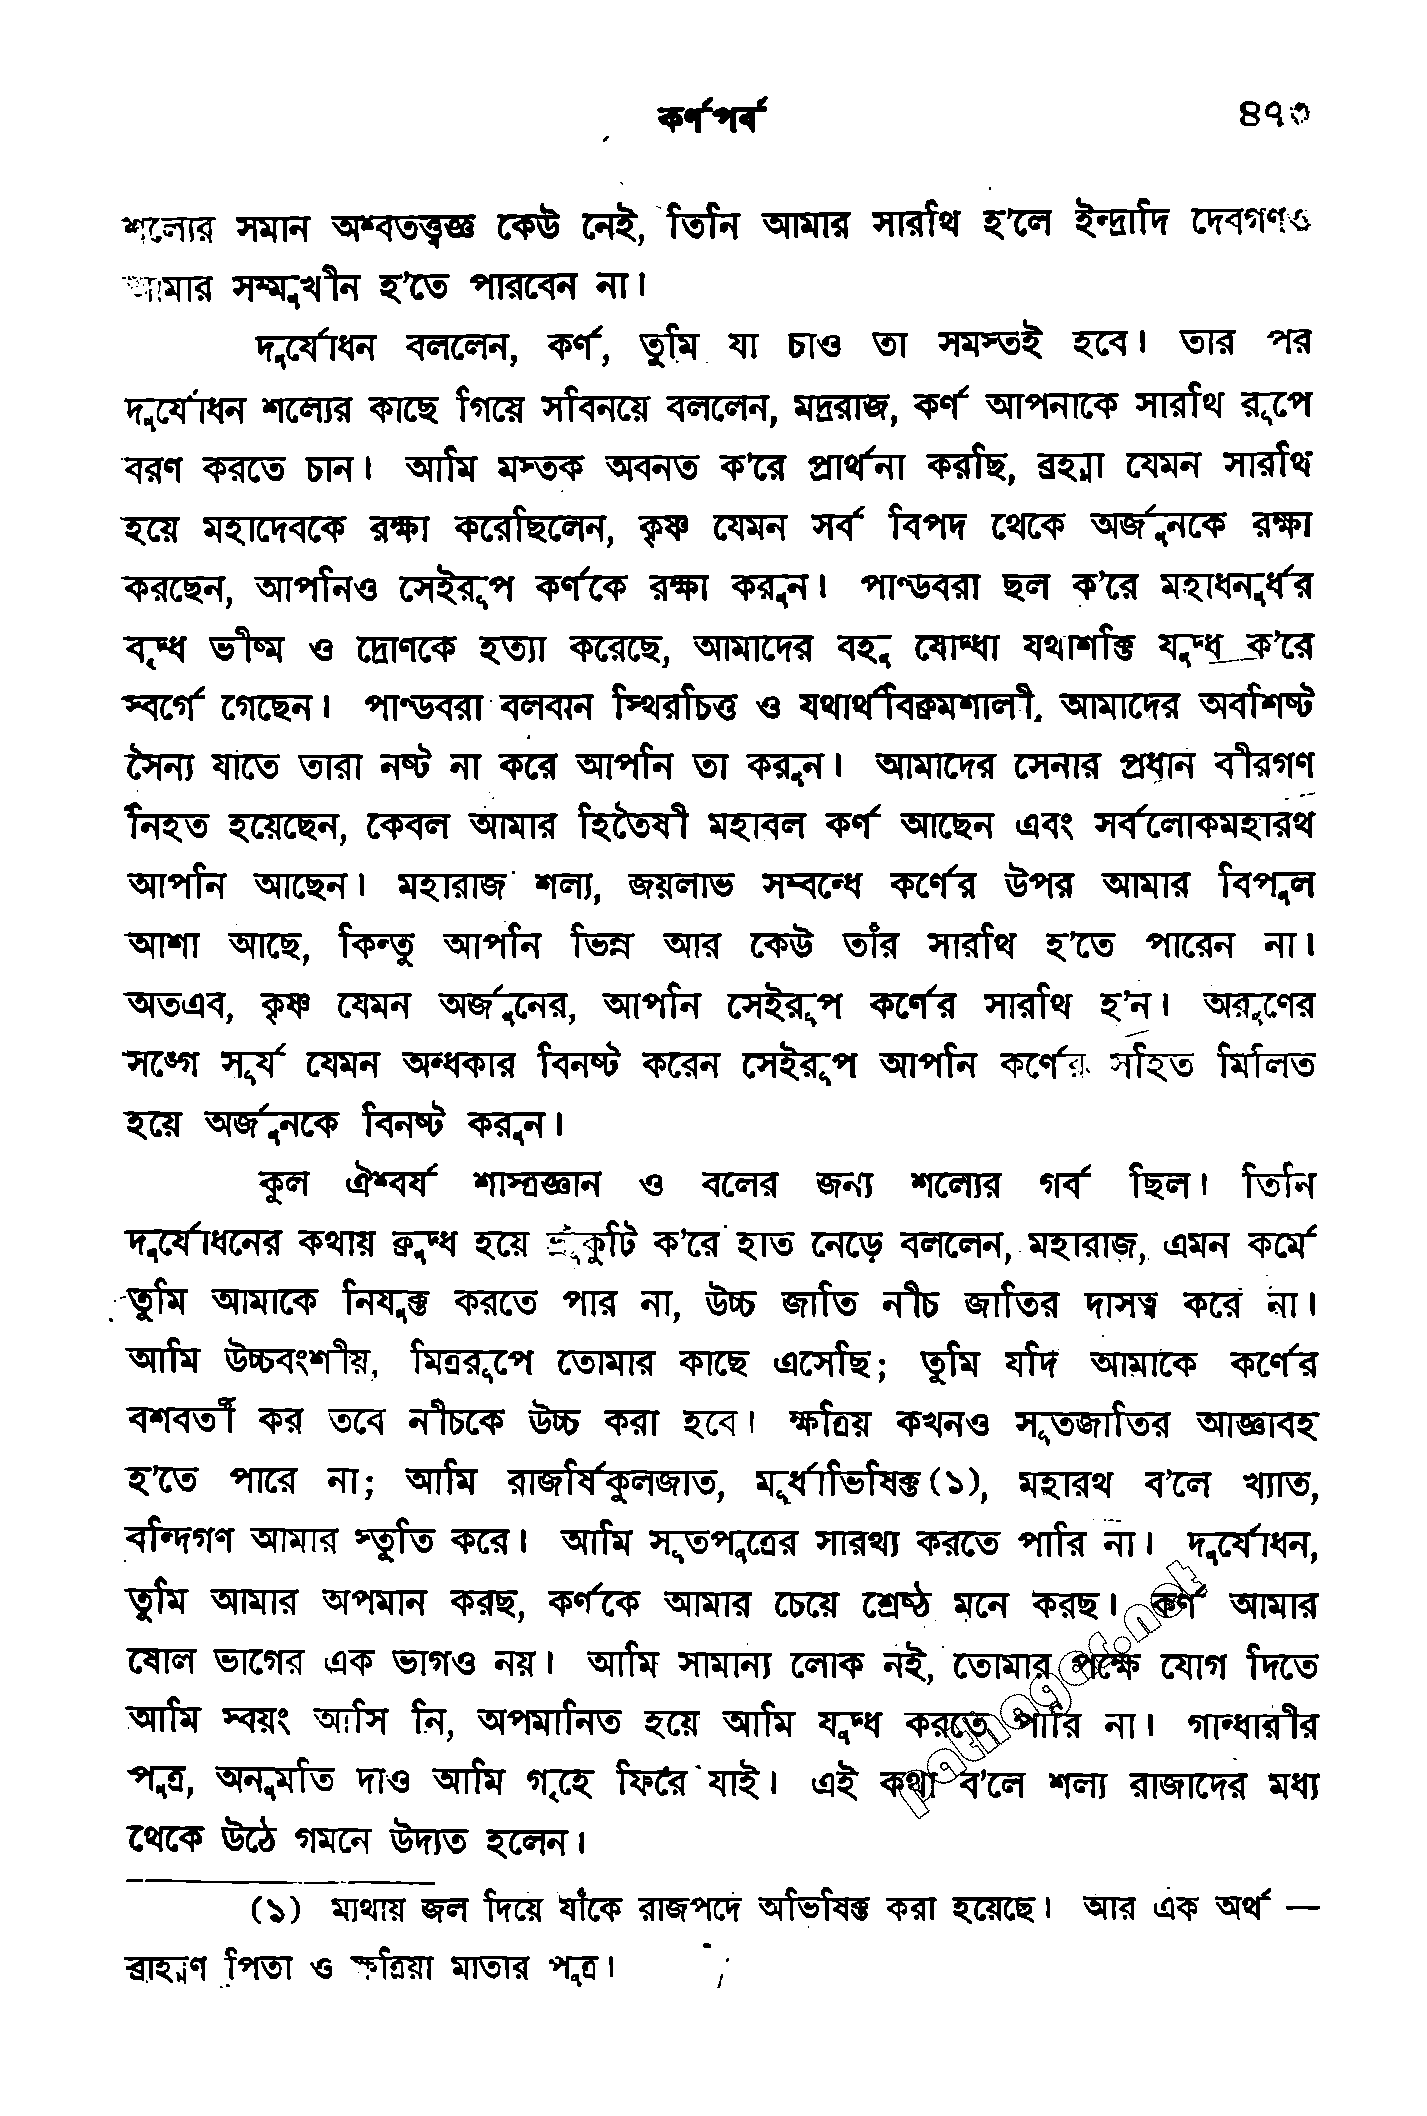 কর্ণপর্ব ৪৭৩
শল্যের সমান অশ্বতত্ত্বজ্ঞ কেউ নেই, তিনি আমার সারথি হ’লে ইন্দ্রাদি দেবগণও
আমার সম্মুখীন হ’তে পারবেন না।
দুর্যোধন বললেন, কর্ণ, তুমি যা চাও তা সমস্তই হবে। তার পর
দুর্যোধন শল্যের কাছে গিয়ে সবিনয়ে বললেন, মদ্ররাজ, কর্ণ আপনাকে সারথি রূপে
বরণ করতে চান। আমি মস্তক অবনত ক’রে প্রার্থনা করছি, ব্রহ্মা যেমন সারথি
হয়ে মহাদেবকে রক্ষা করেছিলেন, কৃষ্ণ যেমন সর্ব বিপদ থেকে অর্জুনকে রক্ষা
করছেন, আপনিও সেইরূপ কর্ণকে রক্ষা করুন। পাণ্ডবরা ছল ক’রে মহাধনুর্ধর
বৃদ্ধ ভীষ্ম ও দ্রোণকে হত্যা করেছে, আমাদের বহু যোদ্ধা যথাশক্তি যুদ্ধ ক’রে
স্বর্গে গেছেন। পাণ্ডবরা বলবান স্থিরচিত্ত ও যথার্থবিক্রমশালী, আমাদের অবশিষ্ট
সৈন্য যাতে তারা নষ্ট না করে আপনি তা করুন। আমাদের সেনার প্রধান বীরগণ
নিহত হয়েছেন, কেবল আমার হিতৈষী মহাবল কর্ণ আছেন এবং সর্বলোকমহারথ
আপনি আছেন। মহারাজ শল্য, জয়লাভ সম্বন্ধে কর্ণের উপর আমার বিপুল
আশা আছে, কিন্তু আপনি ভিন্ন আর কেউ তাঁর সারথি হ’তে পারেন না।
অতএব, কৃষ্ণ যেমন অর্জুনের, আপনি সেইরূপ কর্ণের সারথি হ’ন। অরুণের
সঙ্গে সূর্য যেমন অন্ধকার বিনষ্ট করেন সেইরূপ আপনি কর্ণের সহিত মিলিত
হয়ে অর্জুনকে বিনষ্ট করুন।
কুল ঐশ্বর্য শাস্ত্রজ্ঞান ও বলের জন্য শল্যের গর্ব ছিল। তিনি
দুর্যোধনের কথায় ক্রুদ্ধ হয়ে ভ্রূকুটি ক’রে হাত নেড়ে বললেন, মহারাজ, এমন কর্মে
তুমি আমাকে নিযুক্ত করতে পার না, উচ্চ জাতি নীচ জাতির দাসত্ব করে না।
আমি উচ্চবংশীয়, মিত্ররূপে তোমার কাছে এসেছি; তুমি যদি আমাকে কর্ণের
বশবর্তী কর তবে নীচকে উচ্চ করা হবে। ক্ষত্রিয় কখনও সূতজাতির আজ্ঞাবহ
হ’তে পারে না; আমি রাজর্ষিকুলজাত, মূর্ধাভিষিক্ত(১), মহারথ ব’লে খ্যাত,
বন্দিগণ আমার স্তুতি করে। আমি সূতপুত্রের সারথ্য করতে পারি না। দুর্যোধন,
তুমি আমার অপমান করছ, কর্ণকে আমার চেয়ে শ্রেষ্ঠ মনে করছ। কর্ণ আমার
ষোল ভাগের এক ভাগও নয়। আমি সামান্য লোক নই, তোমার পক্ষে যোগ দিতে
আমি স্বয়ং আসি নি, অপমানিত হয়ে আমি যুদ্ধ করতে পারি না। গান্ধারীর
পুত্র, অনুমতি দাও আমি গৃহে ফিরে যাই। এই কথা ব’লে শল্য রাজাদের মধ্য
থেকে উঠে গমনে উদ্যত হলেন।
(১) মাথায় জল দিয়ে যাঁকে রাজপদে অভিষিক্ত করা হয়েছে। আর এক অর্থ —
ব্রাহ্মণ পিতা ও ক্ষত্রিয়া মাতার পুত্র।
pathagar.net